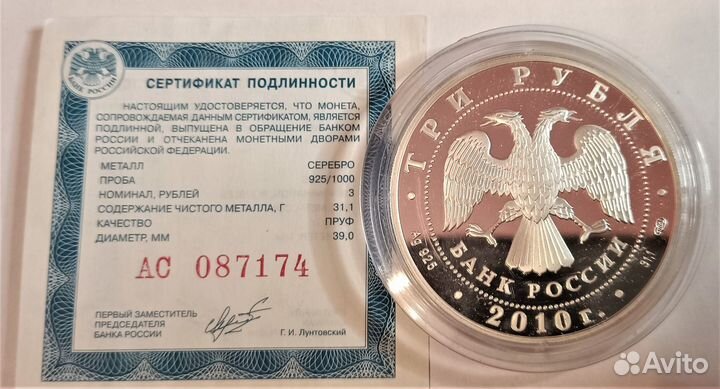 БАНК РОССИИ
СЕРТИФИКАТ ПОДЛИННОСТИ
НАСТОЯЩИМ УДОСТОВЕРЯЕТСЯ, ЧТО МОНЕТА,
СОПРОВОЖДАЕМАЯ ДАННЫМ СЕРТИФИКАТОМ, ЯВЛЯЕТСЯ
ПОДЛИННОЙ, ВЫПУЩЕНА В ОБРАЩЕНИЕ БАНКОМ
РОССИИ И ОТЧЕКАНЕНА МОНЕТНЫМИ ДВОРАМИ
РОССИЙСКОЙ ФЕДЕРАЦИИ.
МЕТАЛЛ СЕРЕБРО
ПРОБА 925/1000
НОМИНАЛ, РУБЛЕЙ 3
СОДЕРЖАНИЕ ЧИСТОГО МЕТАЛЛА, Г 31,1
КАЧЕСТВО ПРУФ
ДИАМЕТР, ММ 39,0
АС 087174
ПЕРВЫЙ ЗАМЕСТИТЕЛЬ
ПРЕДСЕДАТЕЛЯ
БАНКА РОССИИ
Г. И. Лунтовский
ТРИ РУБЛЯ
Ag 925
31,1
БАНК РОССИИ
• 2010 г. •
Avito